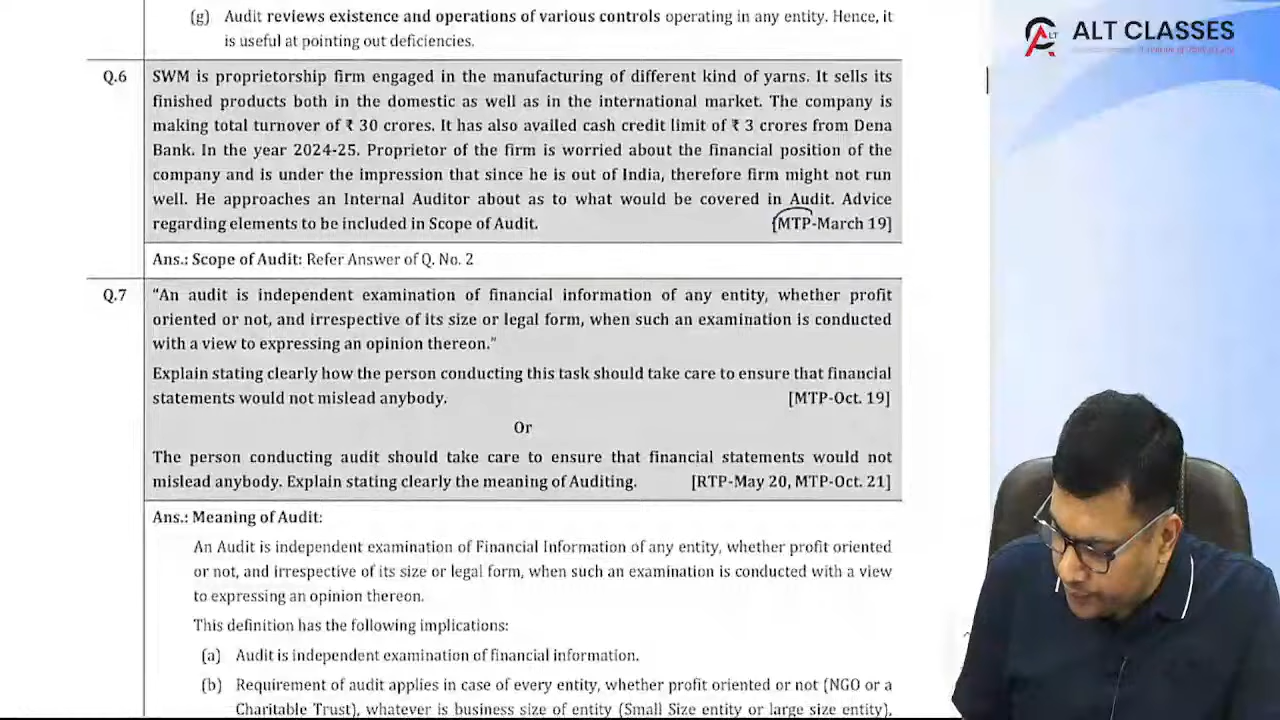 (g) Audit reviews existence and operations of various controls operating in any entity. Hence, it
is useful at pointing out deficiencies.
ALT CLASSES
Q.6 SWM is proprietorship firm engaged in the manufacturing of different kind of yarns. It sells its
finished products both in the domestic as well as in the international market. The company is
making total turnover of ₹ 30 crores. It has also availed cash credit limit of ₹ 3 crores from Dena
Bank. In the year 2024-25. Proprietor of the firm is worried about the financial position of the
company and is under the impression that since he is out of India, therefore firm might not run
well. He approaches an Internal Auditor about as to what would be covered in Audit. Advice
regarding elements to be included in Scope of Audit. [MTP-March 19]
Ans.: Scope of Audit: Refer Answer of Q. No. 2
Q.7 "An audit is independent examination of financial information of any entity, whether profit
oriented or not, and irrespective of its size or legal form, when such an examination is conducted
with a view to expressing an opinion thereon."
Explain stating clearly how the person conducting this task should take care to ensure that financial
statements would not mislead anybody. [MTP-Oct. 19]
Or
The person conducting audit should take care to ensure that financial statements would not
mislead anybody. Explain stating clearly the meaning of Auditing. [RTP-May 20, MTP-Oct. 21]
Ans.: Meaning of Audit:
An Audit is independent examination of Financial Information of any entity, whether profit oriented
or not, and irrespective of its size or legal form, when such an examination is conducted with a view
to expressing an opinion thereon.
This definition has the following implications:
(a) Audit is independent examination of financial information.
(b) Requirement of audit applies in case of every entity, whether profit oriented or not (NGO or a
Charitable Trust), whatever is business size of entity (Small Size entity or large size entity),